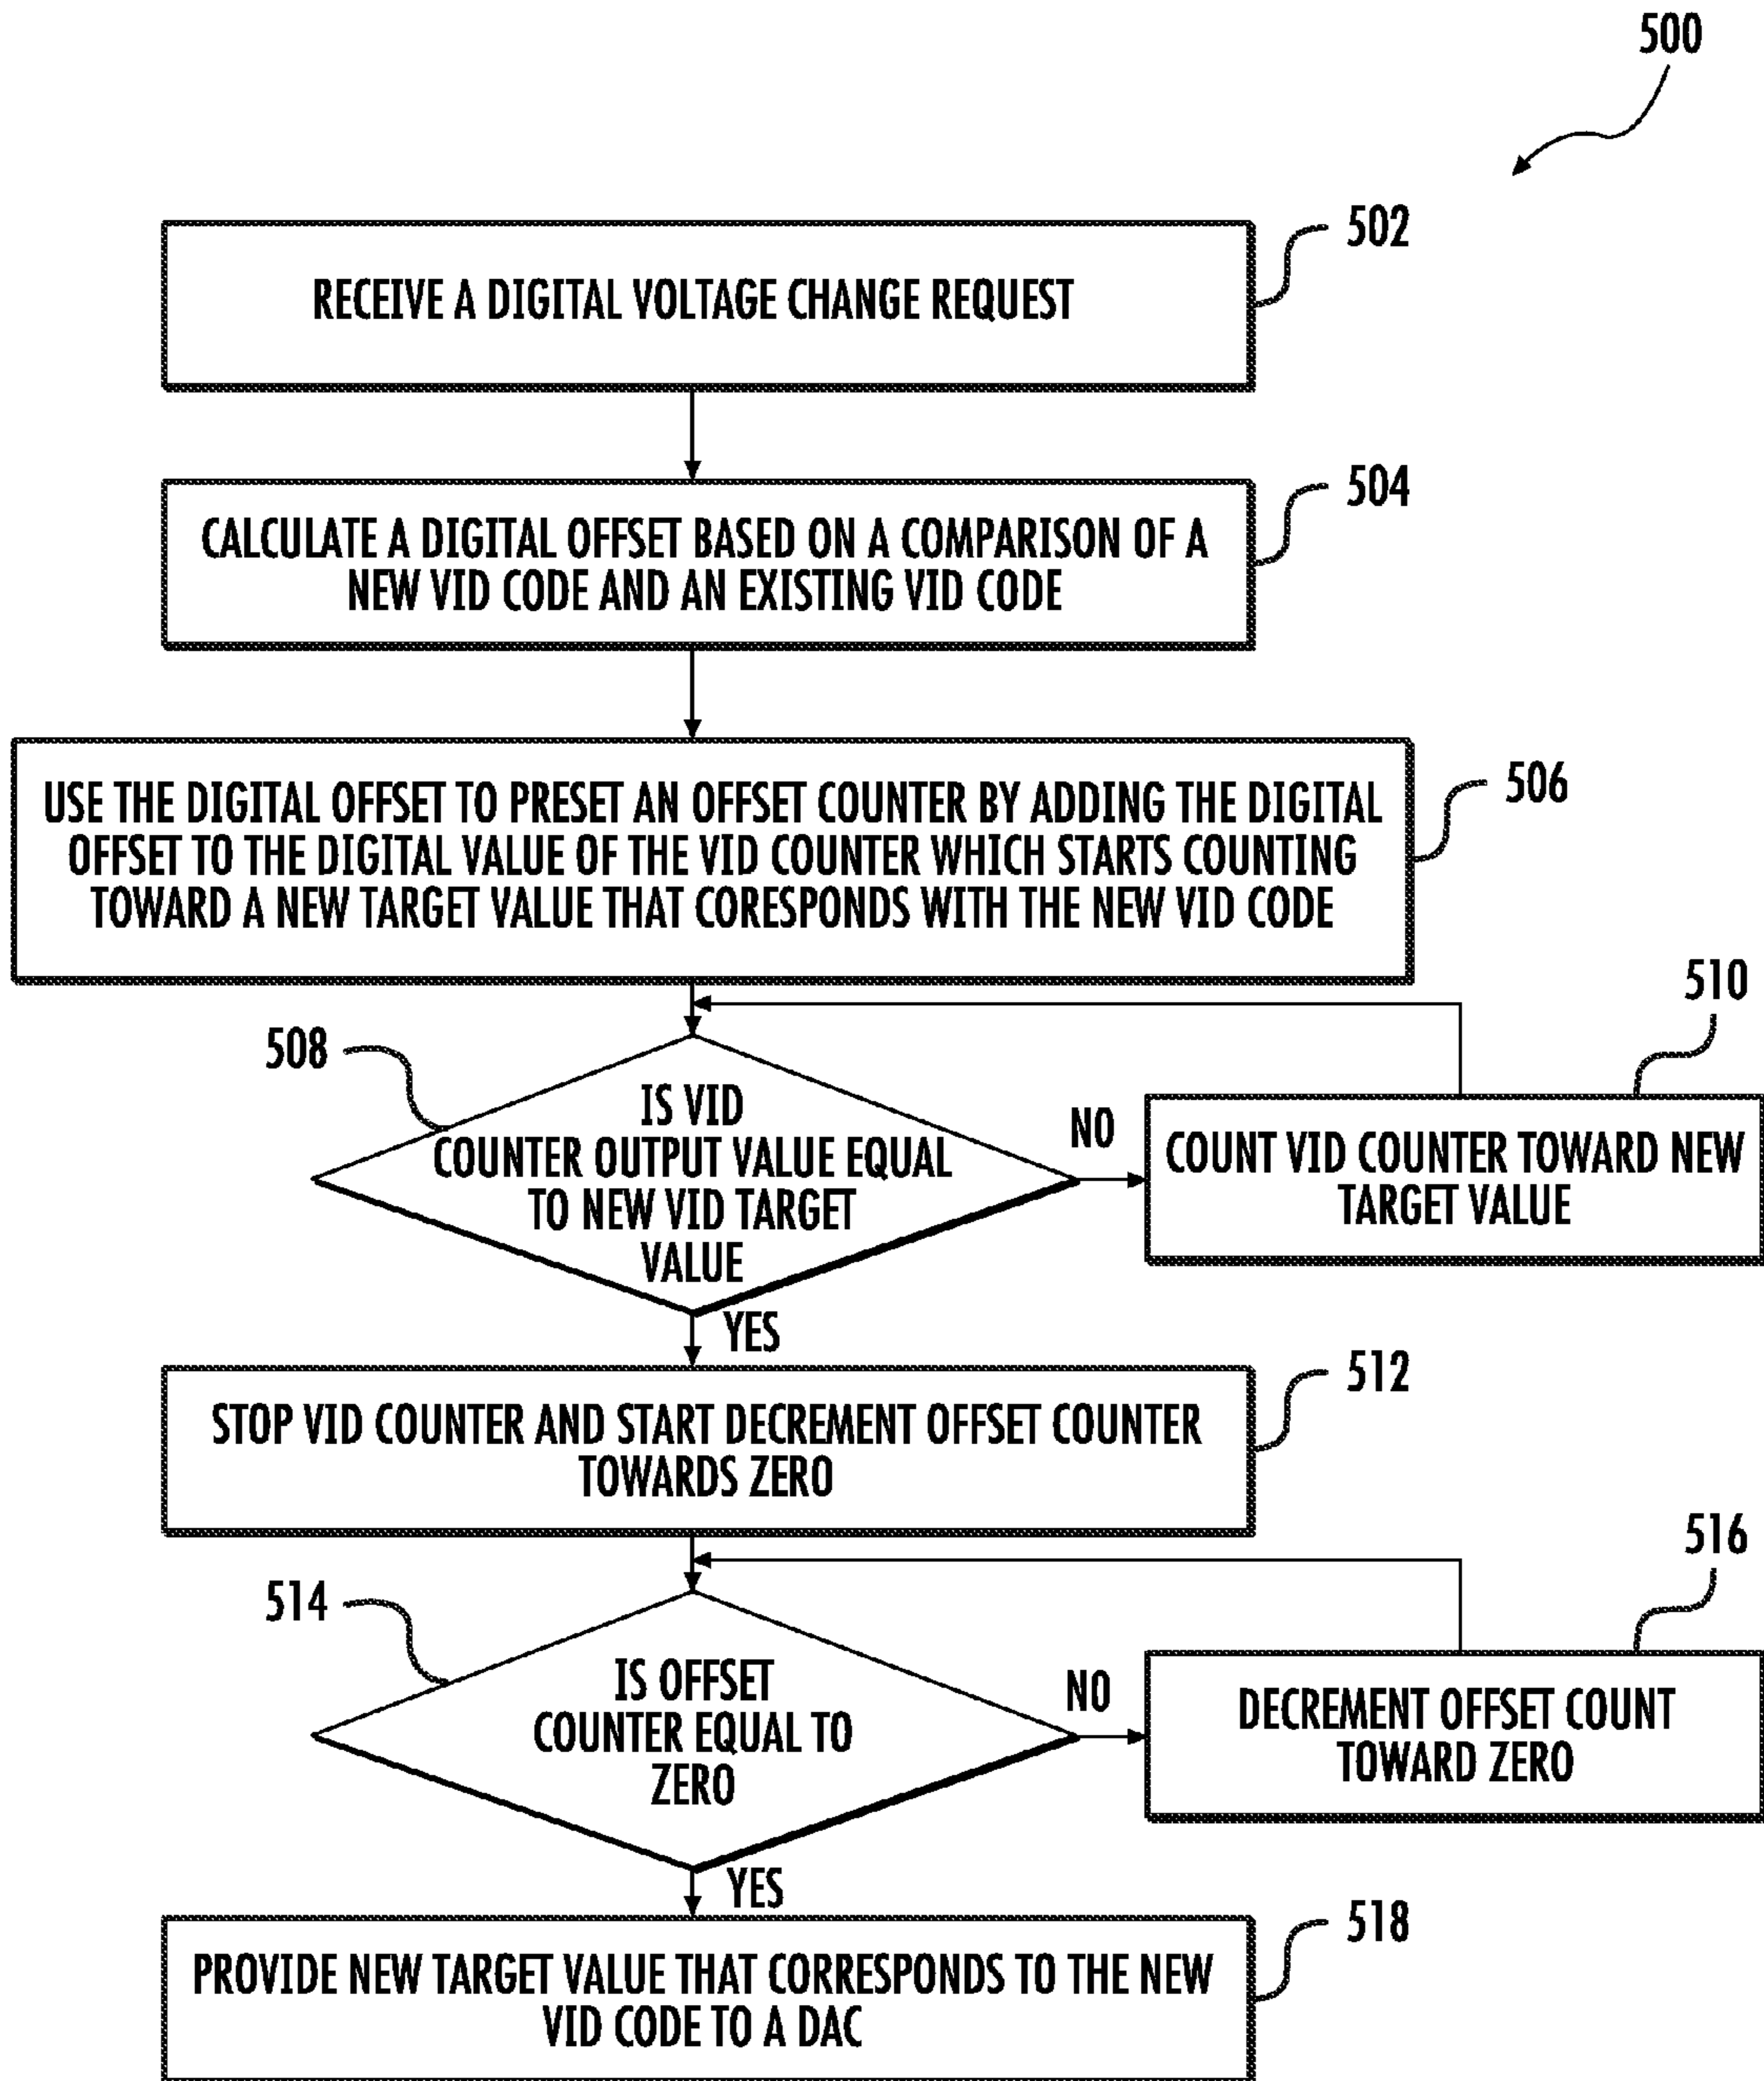 500
502
RECEIVE A DIGITAL VOLTAGE CHANGE REQUEST
504
CALCULATE A DIGITAL OFFSET BASED ON A COMPARISON OF A
NEW VID CODE AND AN EXISTING VID CODE
506
USE THE DIGITAL OFFSET TO PRESET AN OFFSET COUNTER BY ADDING THE DIGITAL
OFFSET TO THE DIGITAL VALUE OF THE VID COUNTER WHICH STARTS COUNTING
TOWARD A NEW TARGET VALUE THAT CORESPONDS WITH THE NEW VID CODE
508
IS VID
COUNTER OUTPUT VALUE EQUAL
TO NEW VID TARGET
VALUE
NO
510
COUNT VID COUNTER TOWARD NEW
TARGET VALUE
YES
512
STOP VID COUNTER AND START DECREMENT OFFSET COUNTER
TOWARDS ZERO
514
IS OFFSET
COUNTER EQUAL TO
ZERO
NO
516
DECREMENT OFFSET COUNT
TOWARD ZERO
YES
518
PROVIDE NEW TARGET VALUE THAT CORRESPONDS TO THE NEW
VID CODE TO A DAC